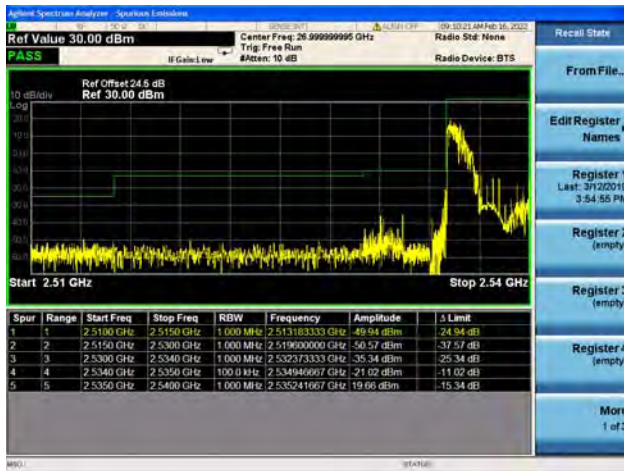 Agilent Spectrum Analyzer - Spurious Emissions
RF 50 Ω DC SENSE:INT ALIGN OFF 09:10:21 AM Feb 16, 2022
Ref Value 30.00 dBm
Center Freq: 26.999999995 GHz
Radio Std: None
Trig: Free Run
PASS
IFGain:Low
#Atten: 10 dB
Radio Device: BTS
Ref Offset 24.5 dB
10 dB/div Ref 30.00 dBm
Log
20.0
10.0
Start 2.51 GHz
Stop 2.54 GHz
Spur Range Start Freq Stop Freq RBW Frequency Amplitude Δ Limit
1 1 2.5100 GHz 2.5150 GHz 1.000 MHz 2.513183333 GHz -49.94 dBm -24.94 dB
2 2 2.5150 GHz 2.5300 GHz 1.000 MHz 2.519600000 GHz -50.57 dBm -37.57 dB
3 3 2.5300 GHz 2.5340 GHz 1.000 MHz 2.532373333 GHz -35.34 dBm -25.34 dB
4 4 2.5340 GHz 2.5350 GHz 100.0 kHz 2.534946667 GHz -21.02 dBm -11.02 dB
5 5 2.5350 GHz 2.5400 GHz 1.000 MHz 2.535241667 GHz 19.66 dBm -15.34 dB
MSG
STATUS
Recall State
From File...
Edit Register
Names
Register
Last: 3/12/2019
3:54:55 PM
Register 2
(empty
Register 3
(empty
Register 4
(empty
More
1 of